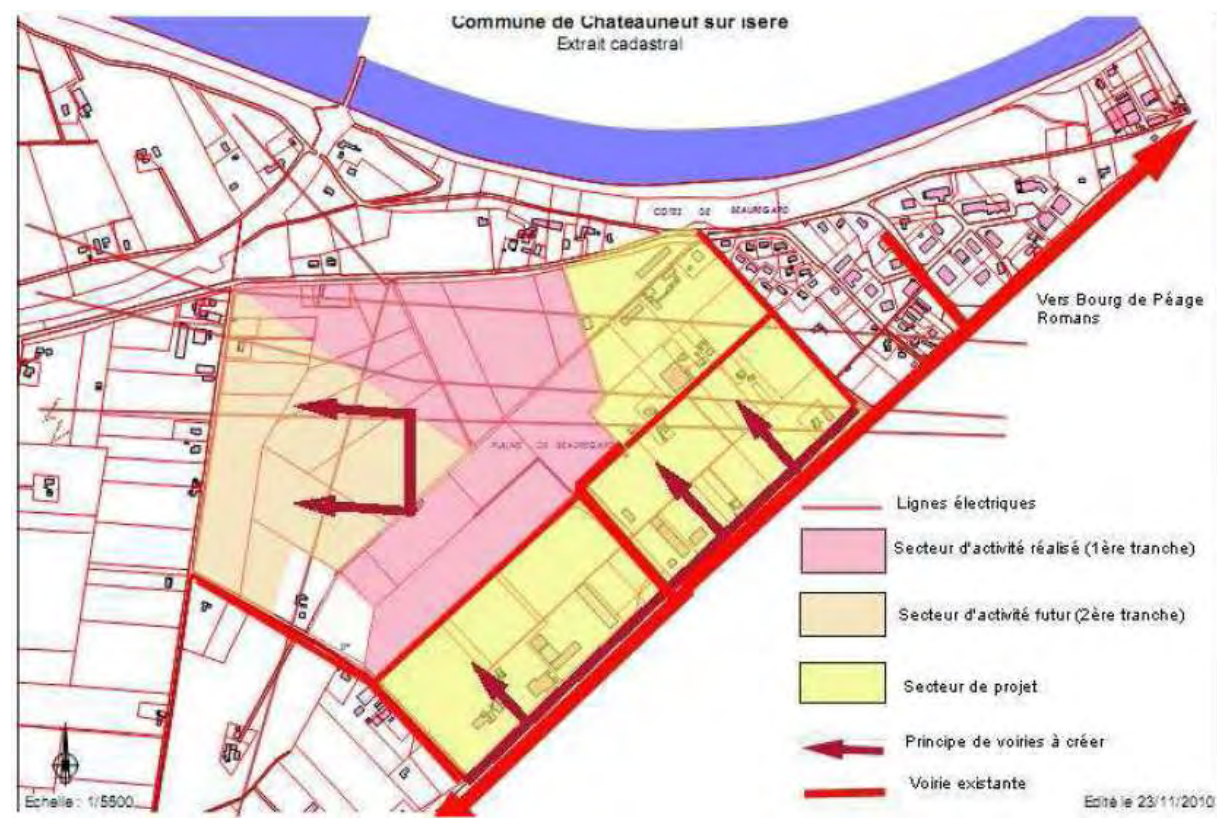 Commune de Chateauneuf sur Isère
Extrait cadastral
COTES DE BEAUREGARD
Vers Bourg de Péage
Romans
PLAINE DE BEAUREGARD
Lignes électriques
Secteur d'activité réalisé (1ère tranche)
Secteur d'activité futur (2ère tranche)
Secteur de projet
Principe de voiries à créer
Voirie existante
Echelle : 1/5500
Edité le 23/11/2010